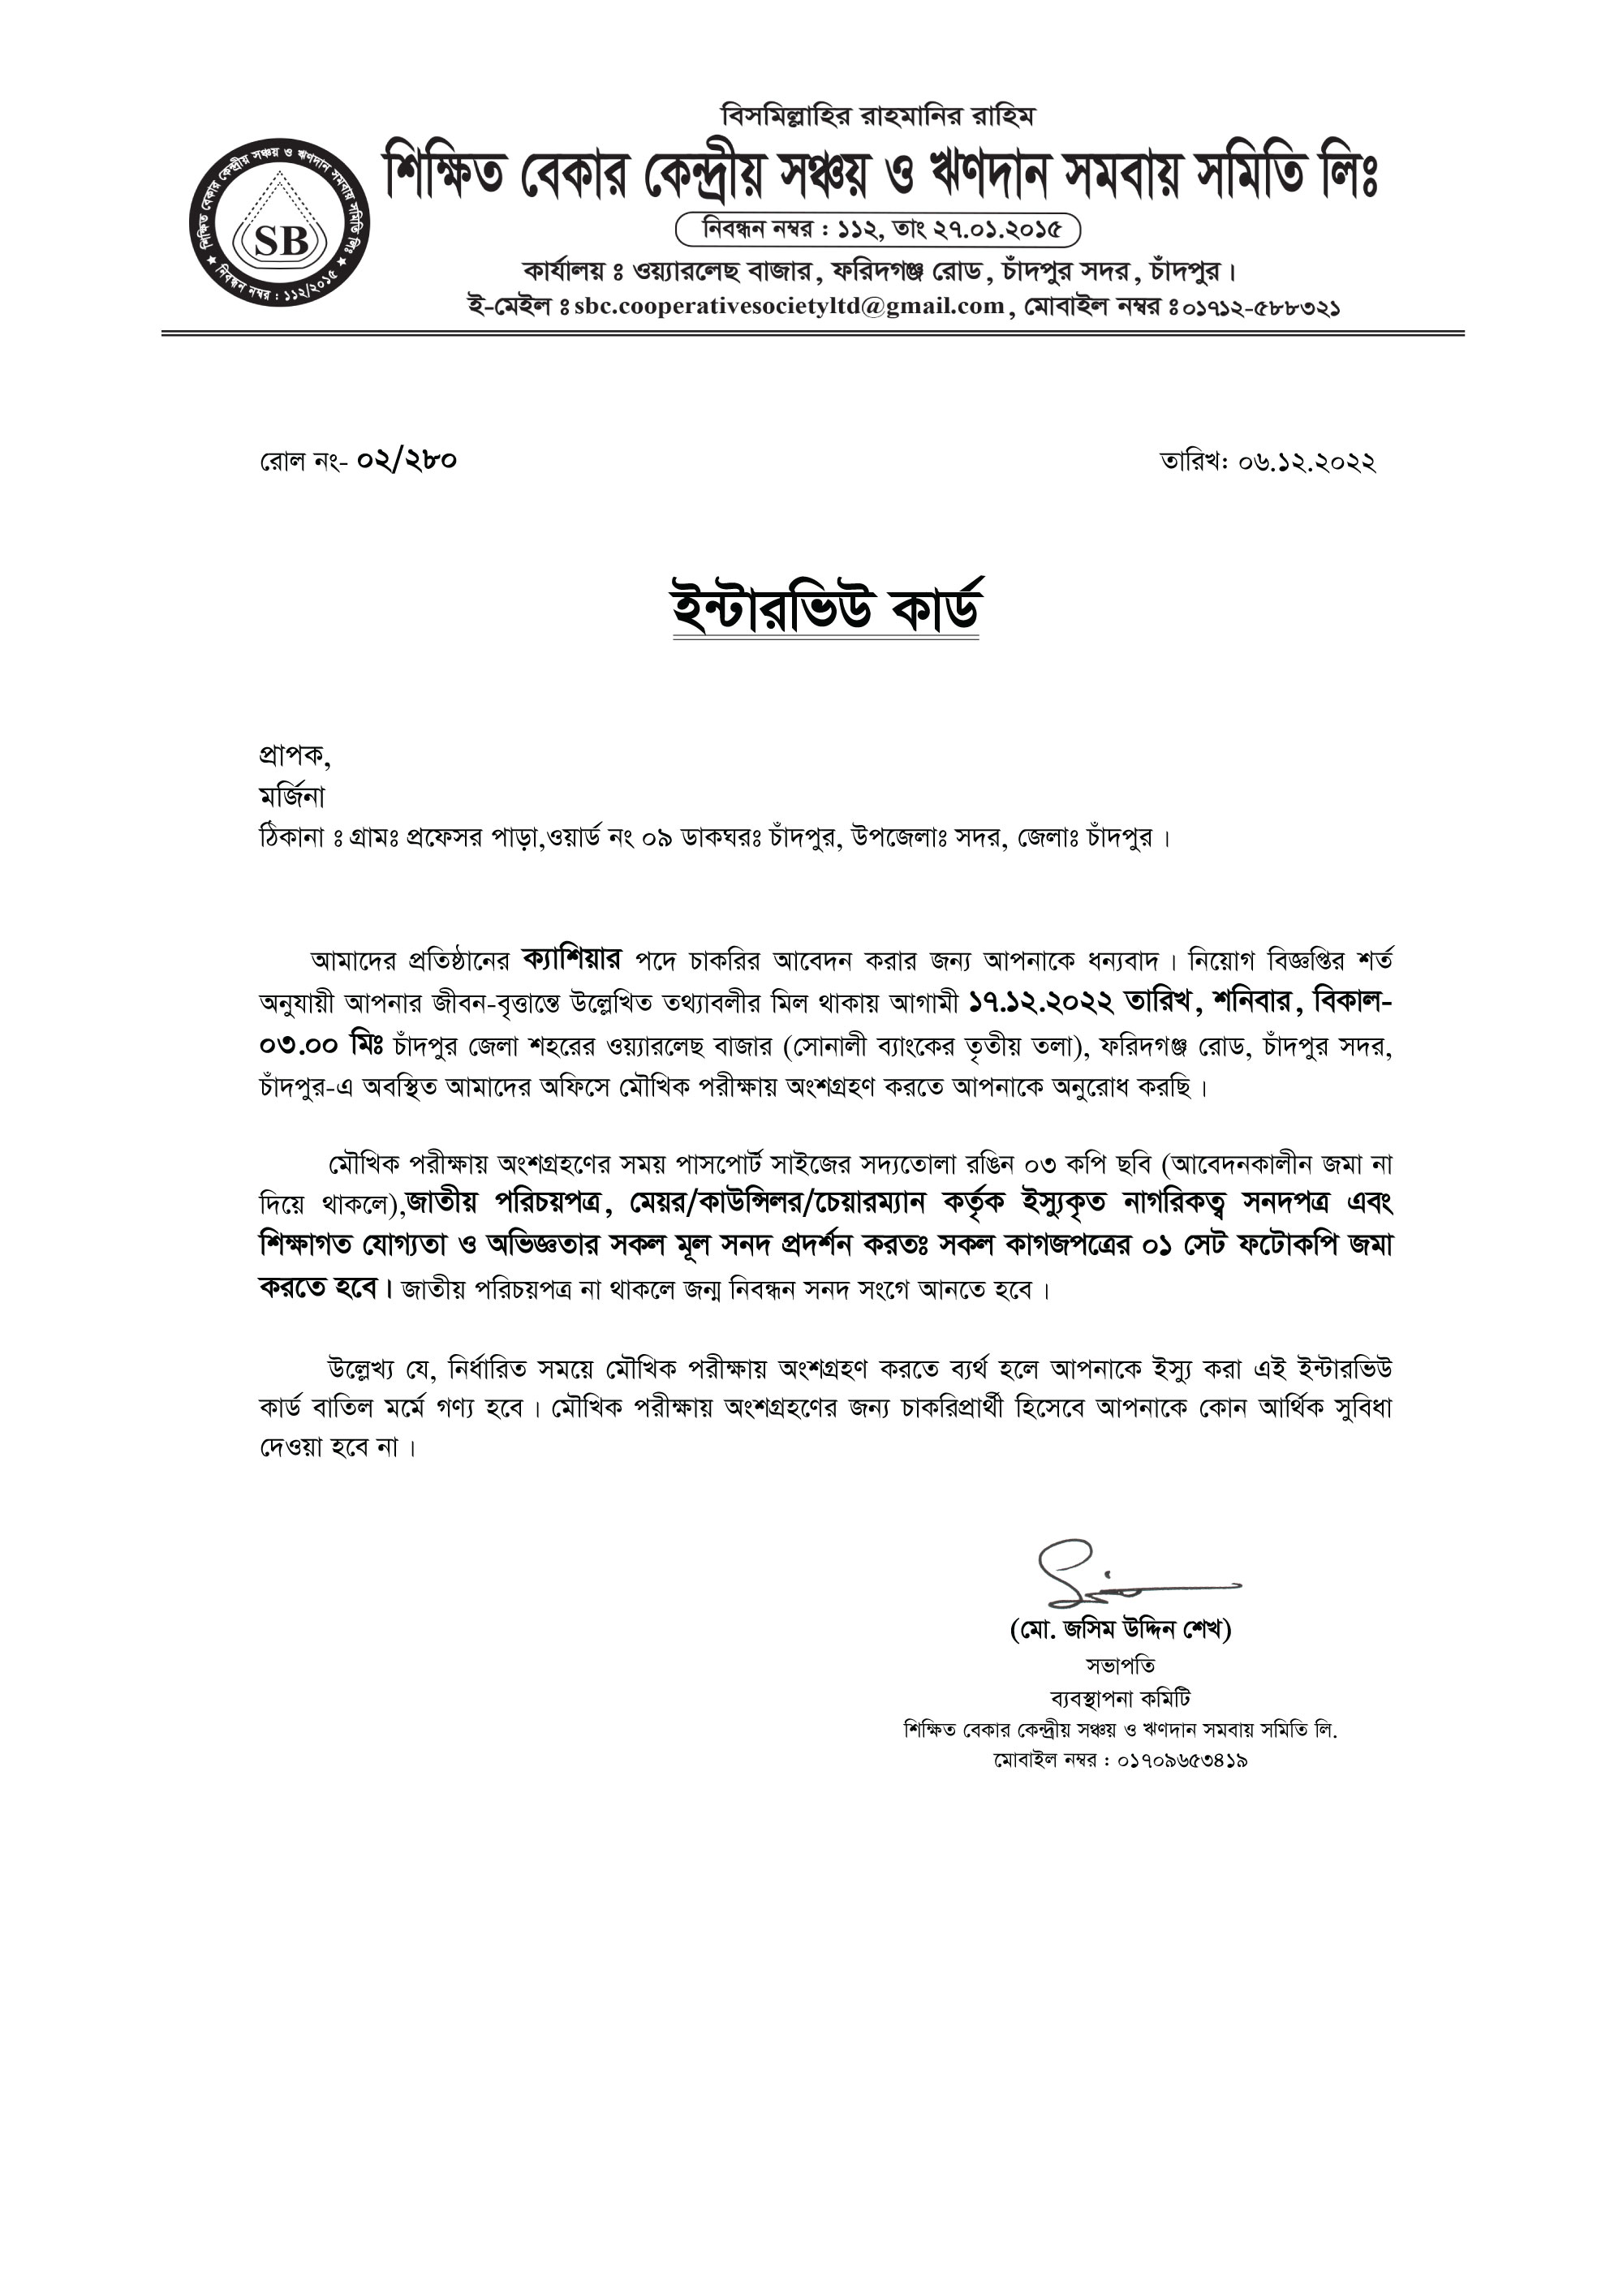 বিসমিল্লাহির রাহমানির রাহিম
শিক্ষিত বেকার কেন্দ্রীয় সঞ্চয় ও ঋণদান সমবায় সমিতি লিঃ
শিক্ষিত বেকার কেন্দ্রীয় সঞ্চয় ও ঋণদান সমবায় সমিতি লিঃ
SB
★ নিবন্ধন নম্বর : ১১২/২০১৫ ★
নিবন্ধন নম্বর : ১১২, তাং ২৭.০১.২০১৫
কার্যালয় ঃ ওয়্যারলেছ বাজার, ফরিদগঞ্জ রোড, চাঁদপুর সদর, চাঁদপুর।
ই-মেইল ঃ sbc.cooperativesocietyltd@gmail.com, মোবাইল নম্বর ঃ ০১৭১২-৫৮৮৩২১
রোল নং- ০২/২৮০ তারিখ: ০৬.১২.২০২২
ইন্টারভিউ কার্ড
প্রাপক,
মর্জিনা
ঠিকানা ঃ গ্রামঃ প্রফেসর পাড়া,ওয়ার্ড নং ০৯ ডাকঘরঃ চাঁদপুর, উপজেলাঃ সদর, জেলাঃ চাঁদপুর।
আমাদের প্রতিষ্ঠানের ক্যাশিয়ার পদে চাকরির আবেদন করার জন্য আপনাকে ধন্যবাদ। নিয়োগ বিজ্ঞপ্তির শর্ত
অনুযায়ী আপনার জীবন-বৃত্তান্তে উল্লেখিত তথ্যাবলীর মিল থাকায় আগামী ১৭.১২.২০২২ তারিখ, শনিবার, বিকাল-
০৩.০০ মিঃ চাঁদপুর জেলা শহরের ওয়্যারলেছ বাজার (সোনালী ব্যাংকের তৃতীয় তলা), ফরিদগঞ্জ রোড, চাঁদপুর সদর,
চাঁদপুর-এ অবস্থিত আমাদের অফিসে মৌখিক পরীক্ষায় অংশগ্রহণ করতে আপনাকে অনুরোধ করছি।
মৌখিক পরীক্ষায় অংশগ্রহণের সময় পাসপোর্ট সাইজের সদ্যতোলা রঙিন ০৩ কপি ছবি (আবেদনকালীন জমা না
দিয়ে থাকলে),জাতীয় পরিচয়পত্র, মেয়র/কাউন্সিলর/চেয়ারম্যান কর্তৃক ইস্যুকৃত নাগরিকত্ব সনদপত্র এবং
শিক্ষাগত যোগ্যতা ও অভিজ্ঞতার সকল মূল সনদ প্রদর্শন করতঃ সকল কাগজপত্রের ০১ সেট ফটোকপি জমা
করতে হবে। জাতীয় পরিচয়পত্র না থাকলে জন্ম নিবন্ধন সনদ সংগে আনতে হবে।
উল্লেখ্য যে, নির্ধারিত সময়ে মৌখিক পরীক্ষায় অংশগ্রহণ করতে ব্যর্থ হলে আপনাকে ইস্যু করা এই ইন্টারভিউ
কার্ড বাতিল মর্মে গণ্য হবে। মৌখিক পরীক্ষায় অংশগ্রহণের জন্য চাকরিপ্রার্থী হিসেবে আপনাকে কোন আর্থিক সুবিধা
দেওয়া হবে না।
(মো. জসিম উদ্দিন শেখ)
সভাপতি
ব্যবস্থাপনা কমিটি
শিক্ষিত বেকার কেন্দ্রীয় সঞ্চয় ও ঋণদান সমবায় সমিতি লি.
মোবাইল নম্বর : ০১৭০৯৬৫৩৪১৯